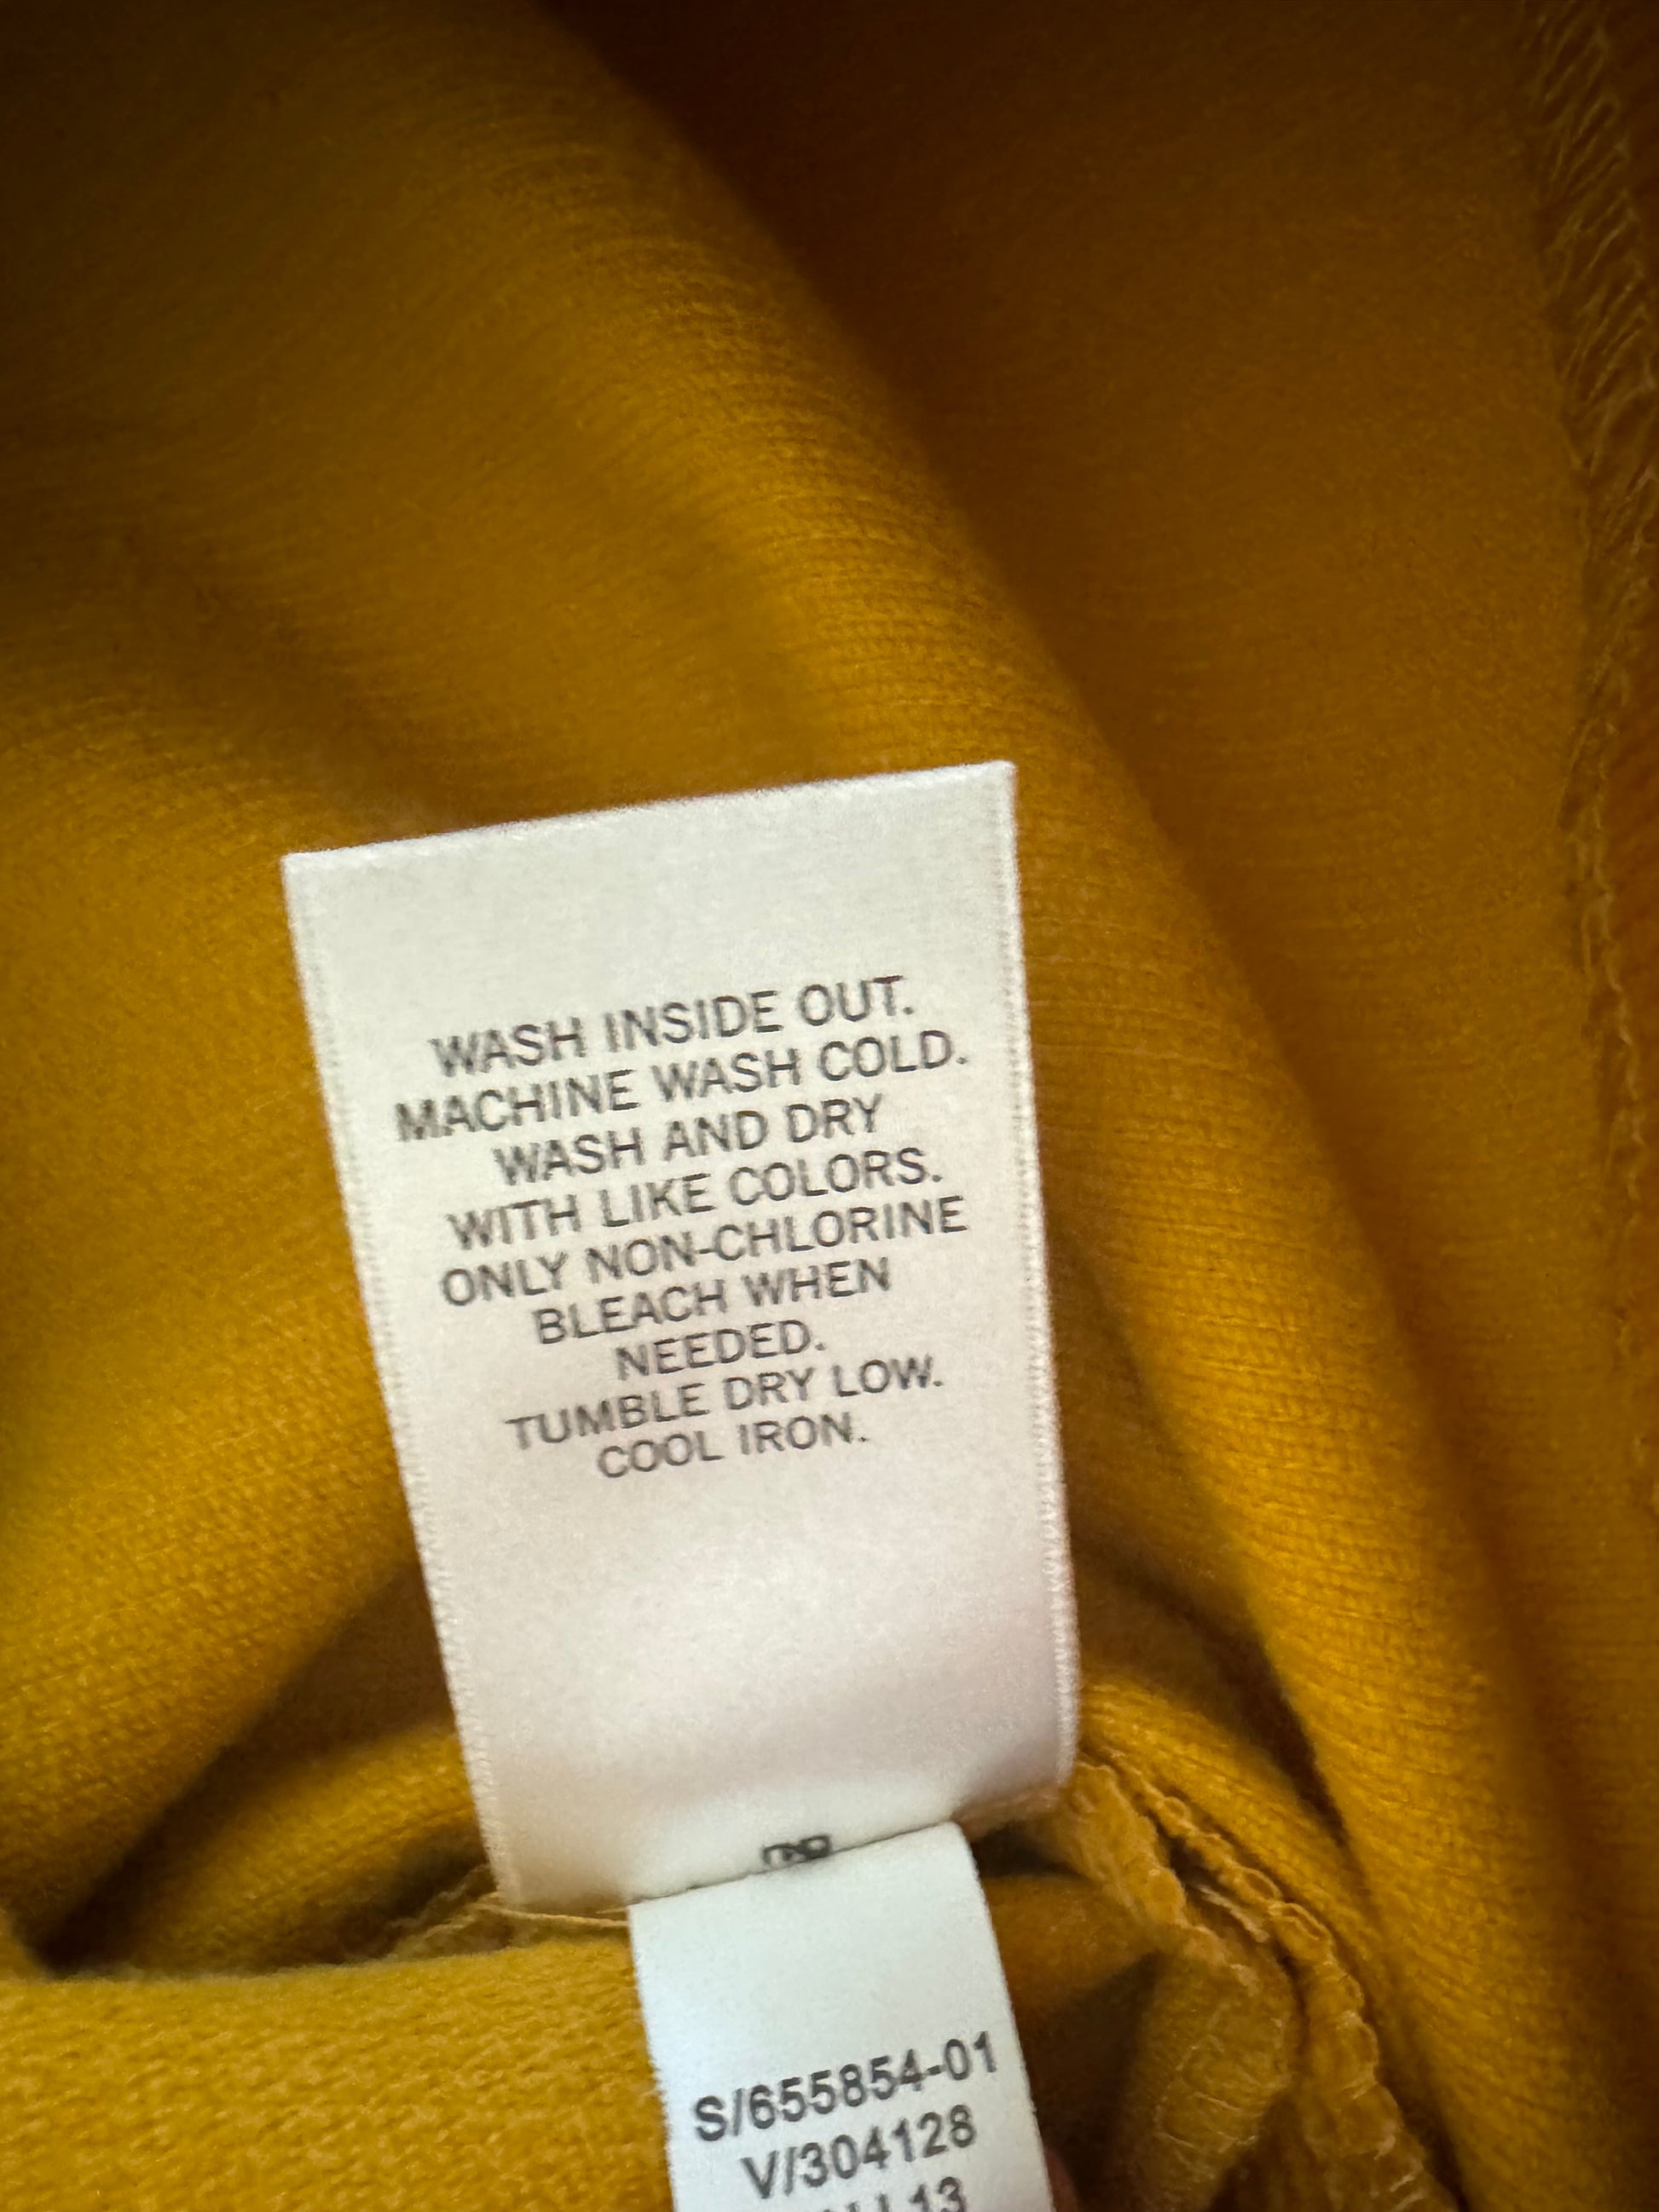 WASH INSIDE OUT.
MACHINE WASH COLD.
WASH AND DRY
WITH LIKE COLORS.
ONLY NON-CHLORINE
BLEACH WHEN
NEEDED.
TUMBLE DRY LOW.
COOL IRON.
S/655854-01
V/304128
13